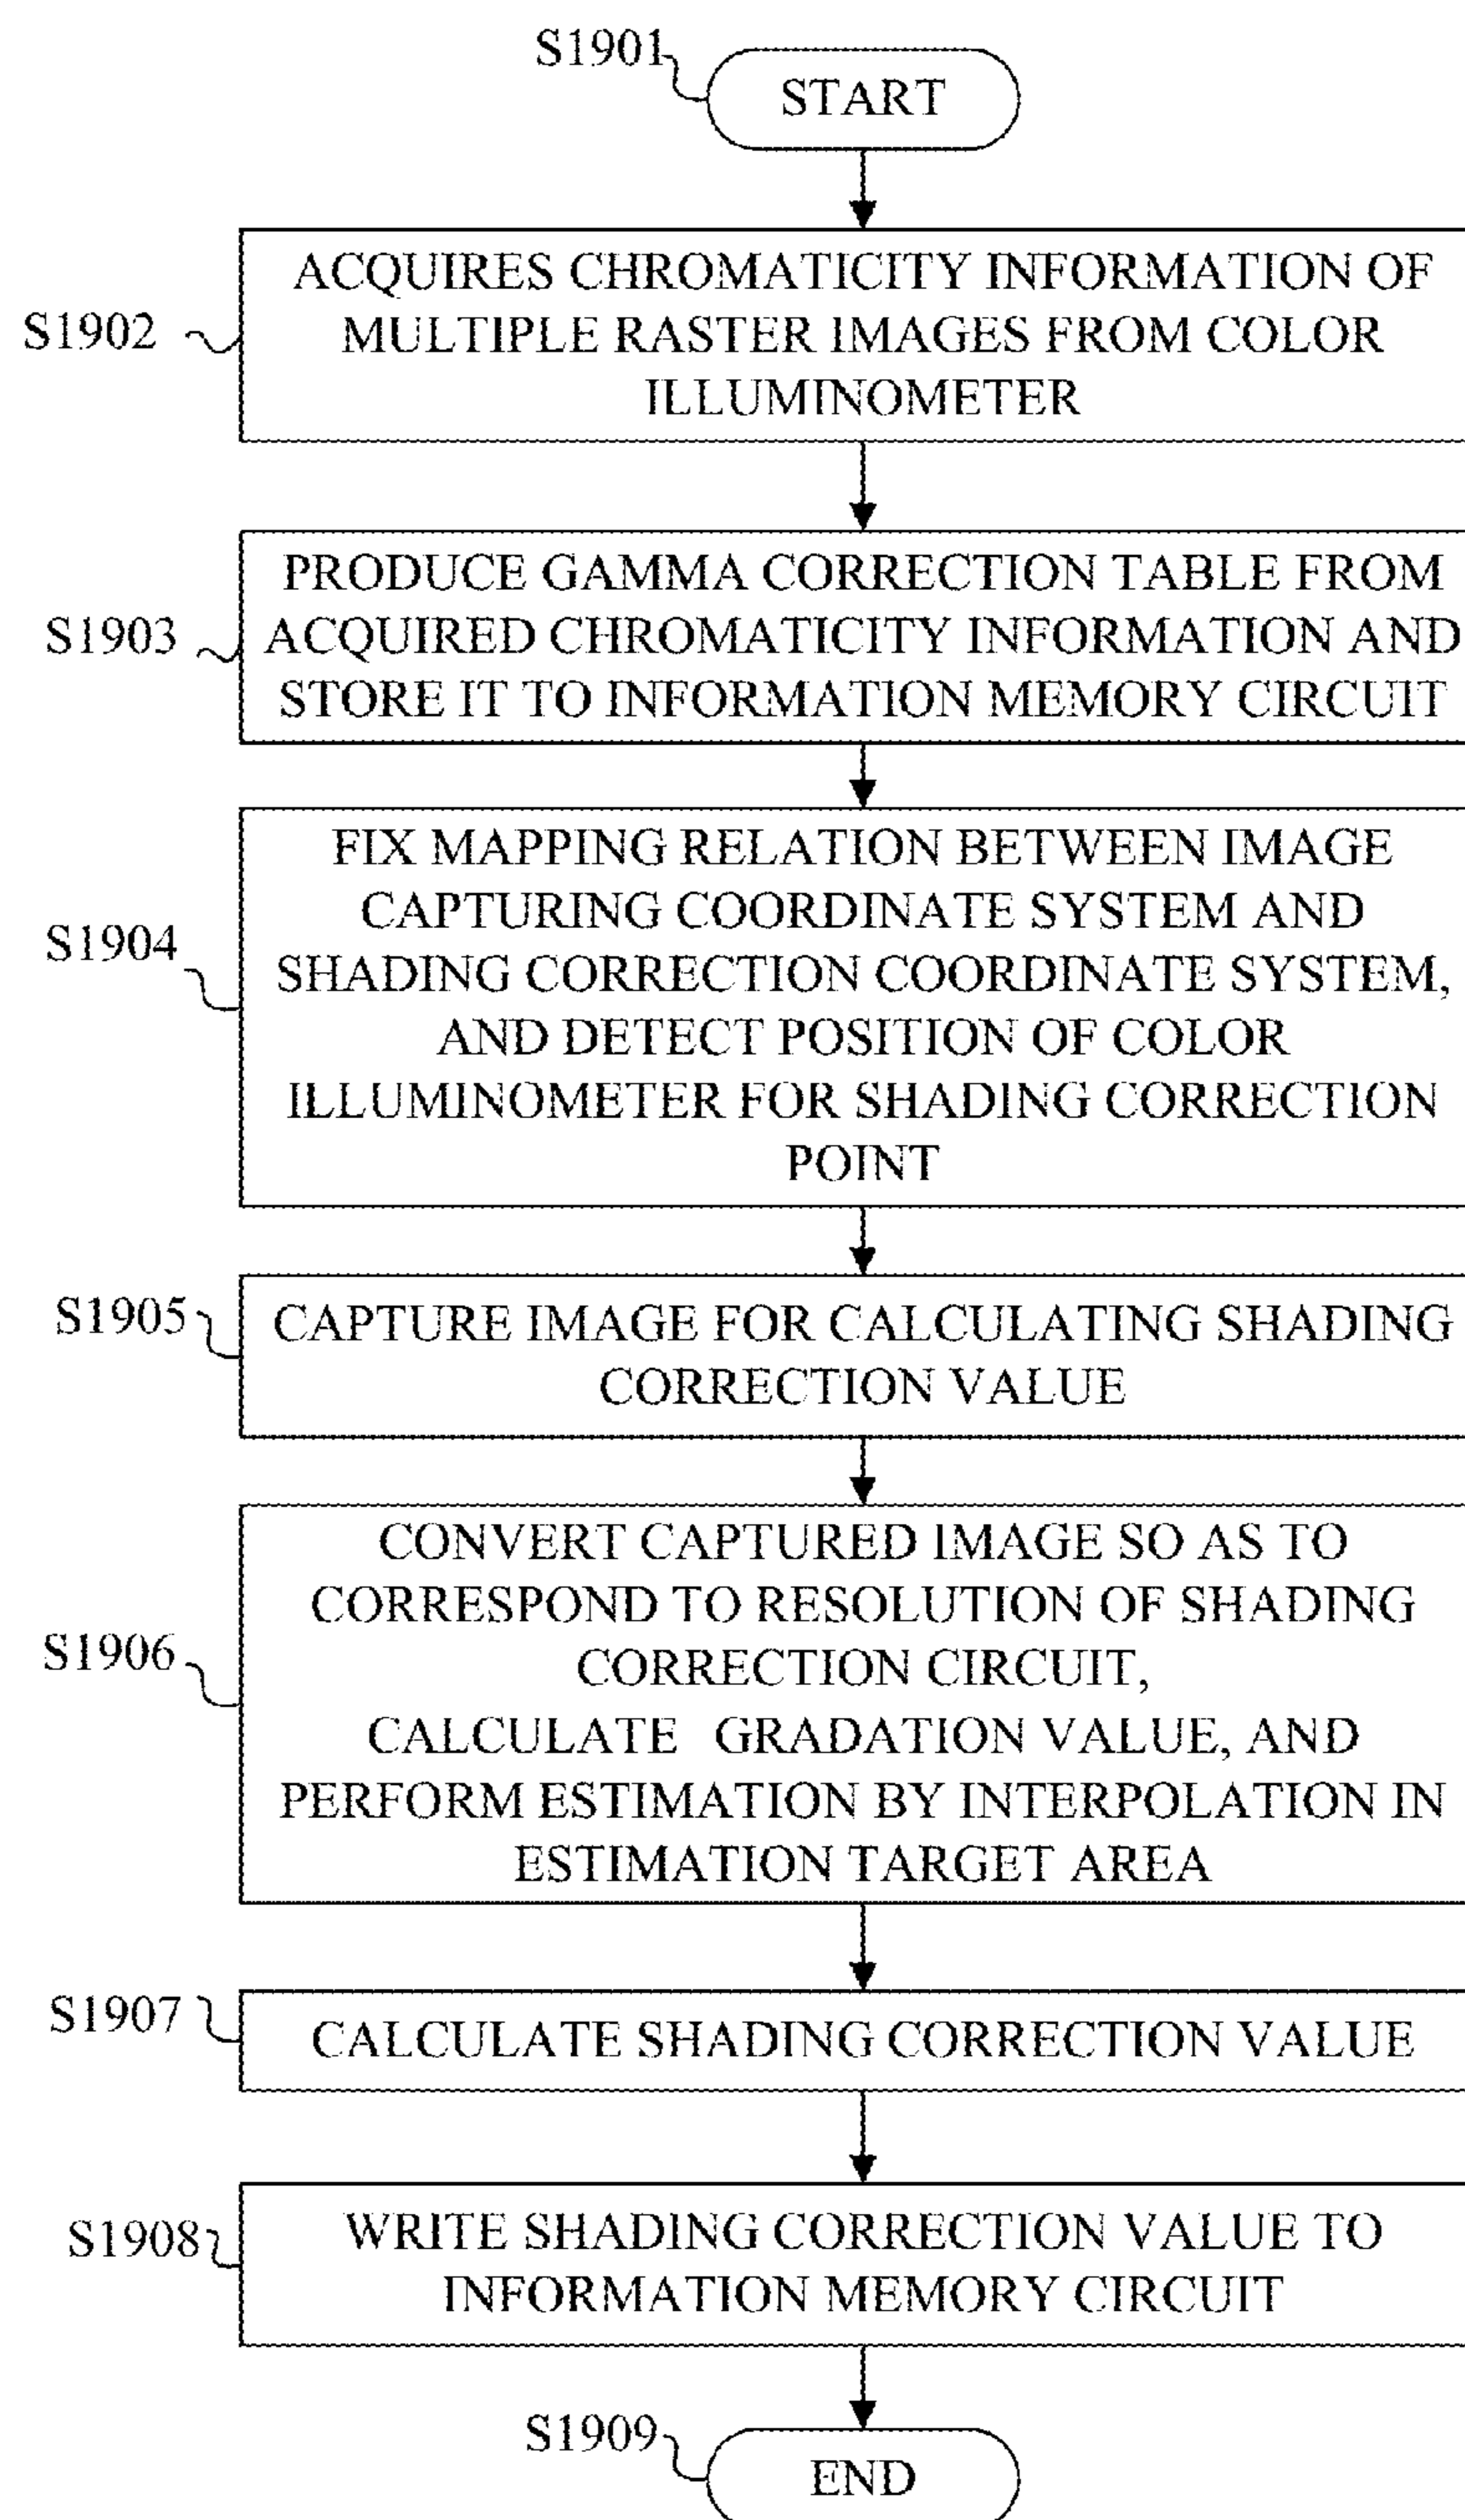 S1901
START
S1902
ACQUIRES CHROMATICITY INFORMATION OF
MULTIPLE RASTER IMAGES FROM COLOR
ILLUMINOMETER
S1903
PRODUCE GAMMA CORRECTION TABLE FROM
ACQUIRED CHROMATICITY INFORMATION AND
STORE IT TO INFORMATION MEMORY CIRCUIT
S1904
FIX MAPPING RELATION BETWEEN IMAGE
CAPTURING COORDINATE SYSTEM AND
SHADING CORRECTION COORDINATE SYSTEM,
AND DETECT POSITION OF COLOR
ILLUMINOMETER FOR SHADING CORRECTION
POINT
S1905
CAPTURE IMAGE FOR CALCULATING SHADING
CORRECTION VALUE
S1906
CONVERT CAPTURED IMAGE SO AS TO
CORRESPOND TO RESOLUTION OF SHADING
CORRECTION CIRCUIT,
CALCULATE GRADATION VALUE, AND
PERFORM ESTIMATION BY INTERPOLATION IN
ESTIMATION TARGET AREA
S1907
CALCULATE SHADING CORRECTION VALUE
S1908
WRITE SHADING CORRECTION VALUE TO
INFORMATION MEMORY CIRCUIT
S1909
END